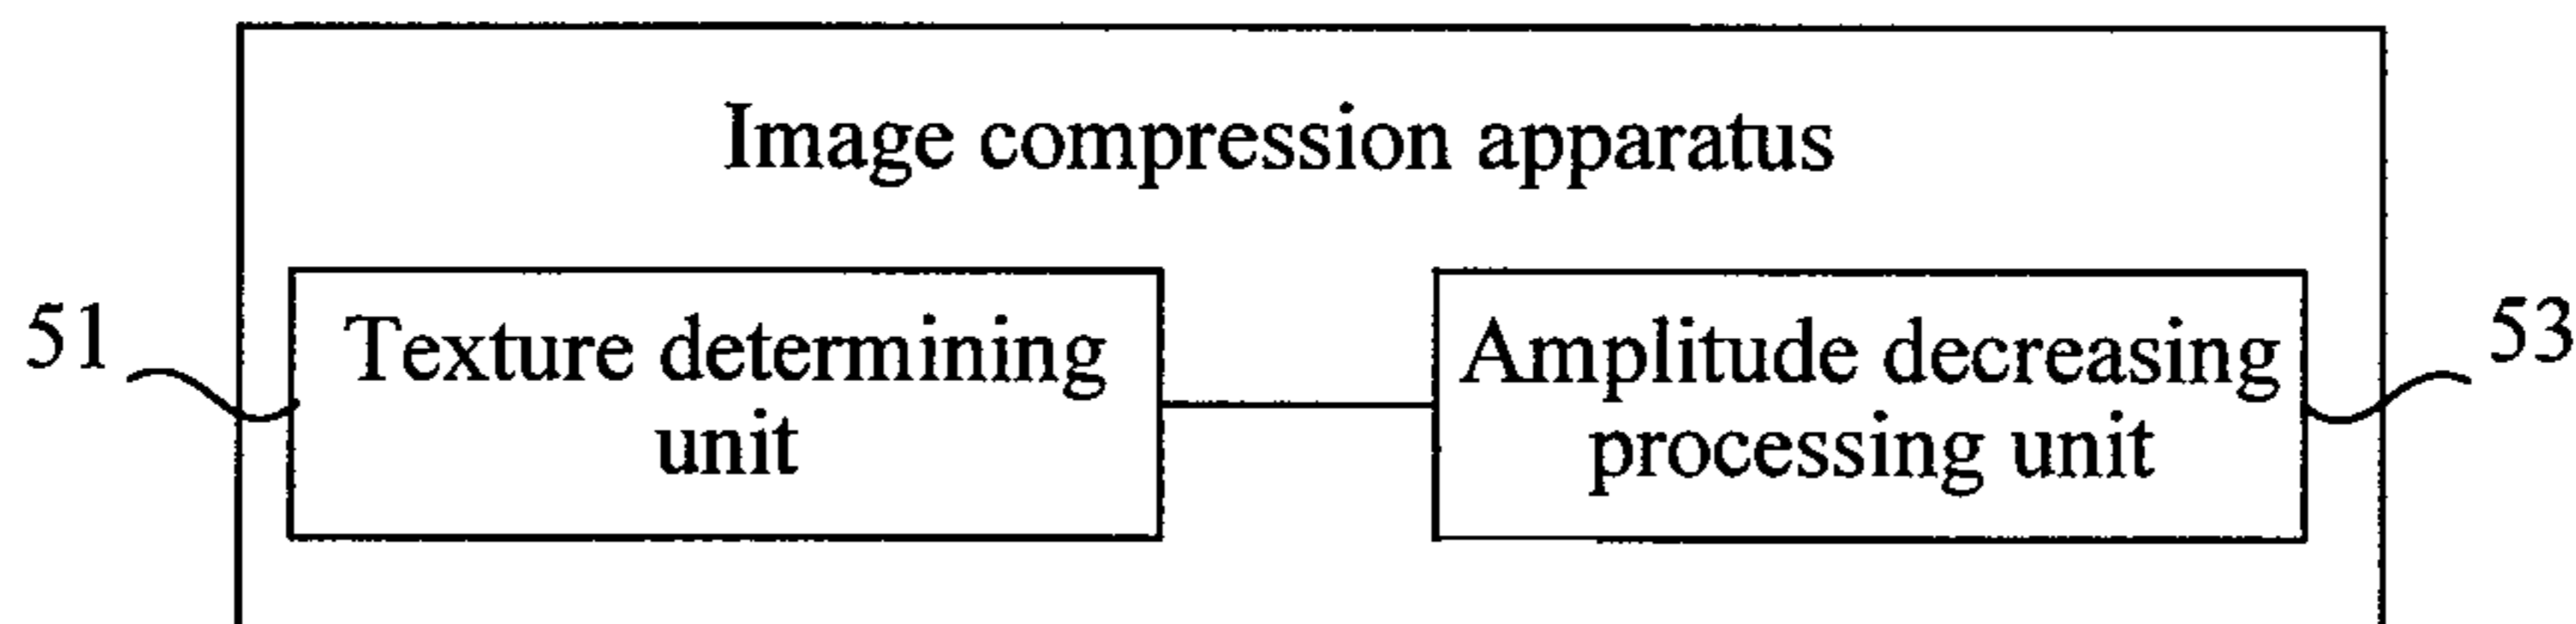 Image compression apparatus
51
Texture determining
unit
Amplitude decreasing
processing unit
53